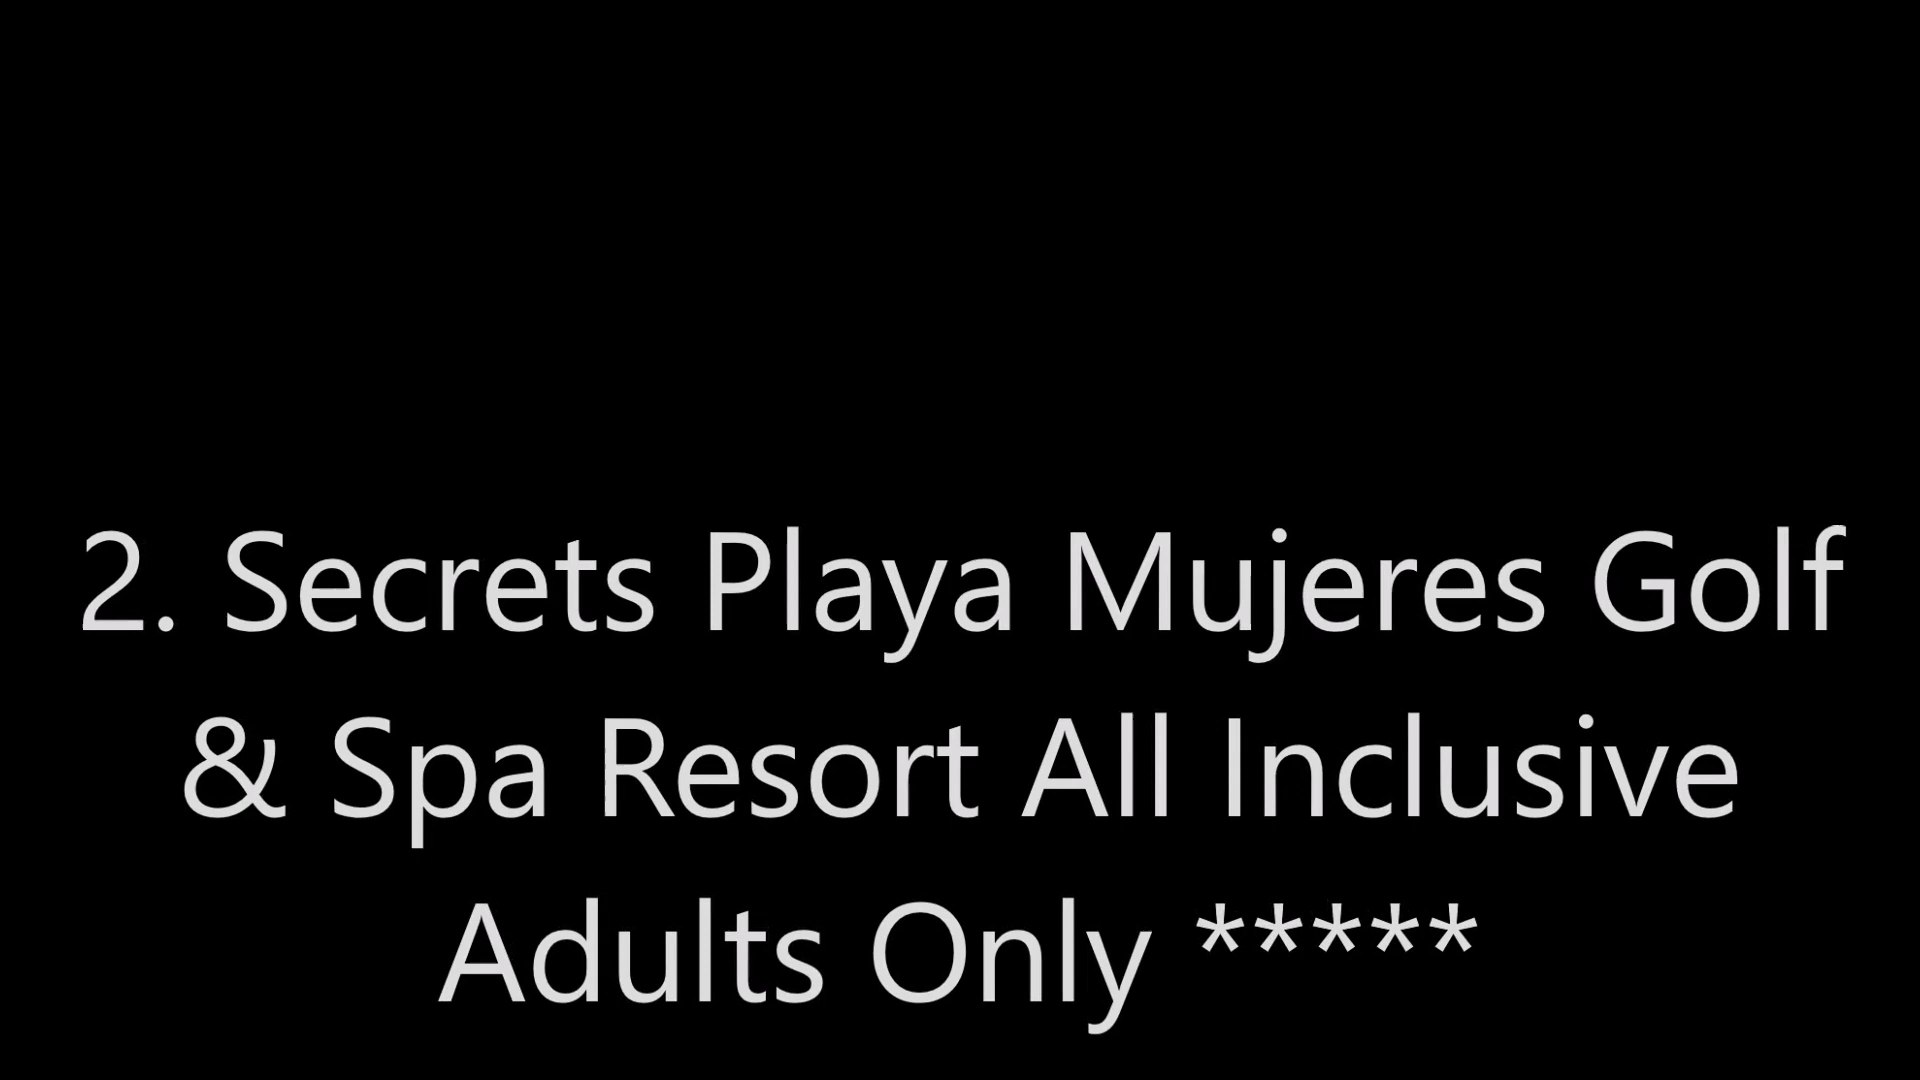 2. Secrets Playa Mujeres Golf
& Spa Resort All Inclusive
Adults Only *****